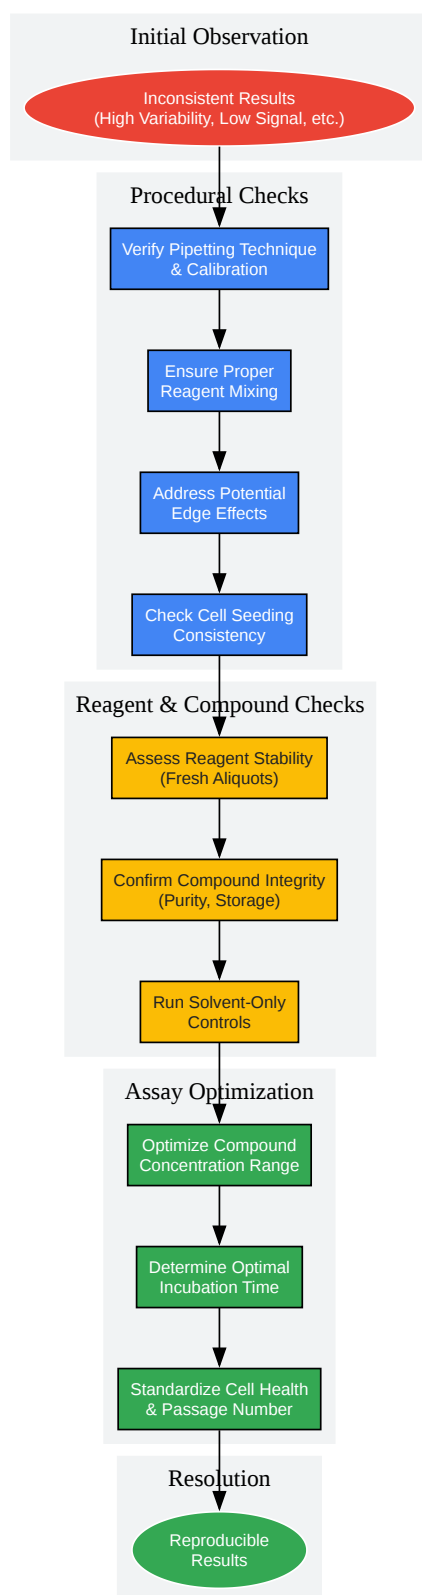 Initial Observation
Inconsistent Results
(High Variability, Low Signal, etc.)
Procedural Checks
Verify Pipetting Technique
& Calibration
Ensure Proper
Reagent Mixing
Address Potential
Edge Effects
Check Cell Seeding
Consistency
Reagent & Compound Checks
Assess Reagent Stability
(Fresh Aliquots)
Confirm Compound Integrity
(Purity, Storage)
Run Solvent-Only
Controls
Assay Optimization
Optimize Compound
Concentration Range
Determine Optimal
Incubation Time
Standardize Cell Health
& Passage Number
Resolution
Reproducible
Results